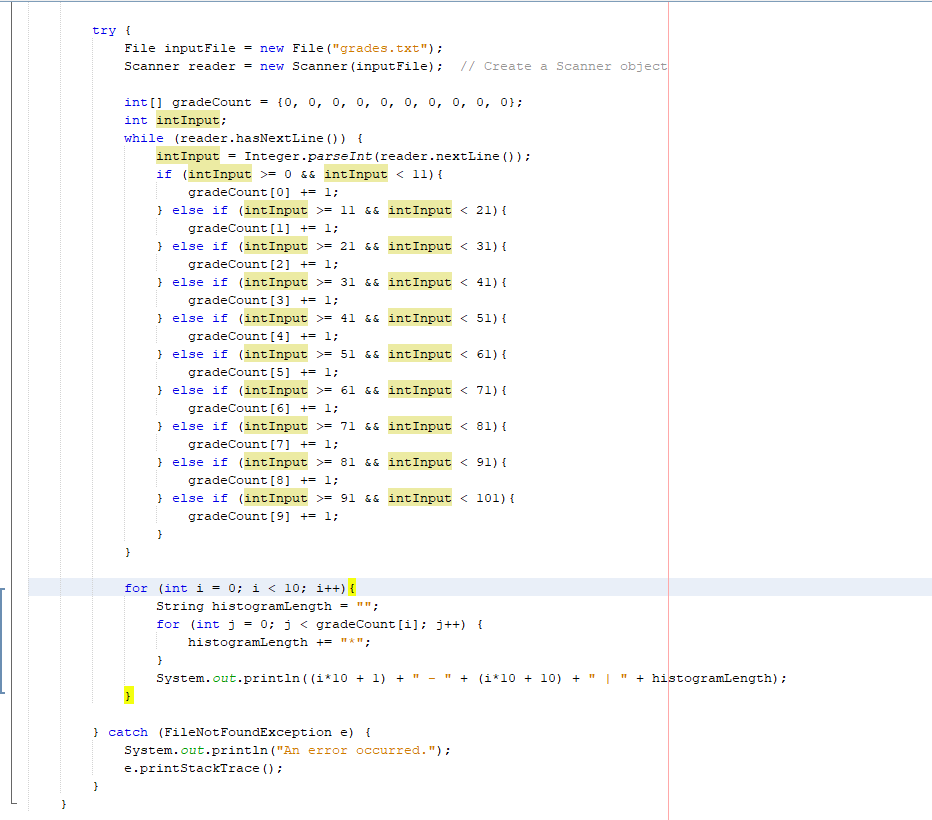 try {
File inputFile = new File("grades.txt");
Scanner reader = new Scanner(inputFile);  // Create a Scanner object
int[] gradeCount = {0, 0, 0, 0, 0, 0, 0, 0, 0, 0};
int intInput;
while (reader.hasNextLine()) {
intInput = Integer.parseInt(reader.nextLine());
if (intInput >= 0 && intInput < 11){
gradeCount[0] += 1;
} else if (intInput >= 11 && intInput < 21){
gradeCount[1] += 1;
} else if (intInput >= 21 && intInput < 31){
gradeCount[2] += 1;
} else if (intInput >= 31 && intInput < 41){
gradeCount[3] += 1;
} else if (intInput >= 41 && intInput < 51){
gradeCount[4] += 1;
} else if (intInput >= 51 && intInput < 61){
gradeCount[5] += 1;
} else if (intInput >= 61 && intInput < 71){
gradeCount[6] += 1;
} else if (intInput >= 71 && intInput < 81){
gradeCount[7] += 1;
} else if (intInput >= 81 && intInput < 91){
gradeCount[8] += 1;
} else if (intInput >= 91 && intInput < 101){
gradeCount[9] += 1;
}
}
for (int i = 0; i < 10; i++){
String histogramLength = "";
for (int j = 0; j < gradeCount[i]; j++) {
histogramLength += "*";
}
System.out.println((i*10 + 1) + " - " + (i*10 + 10) + " | " + histogramLength);
}
} catch (FileNotFoundException e) {
System.out.println("An error occurred.");
e.printStackTrace();
}
}